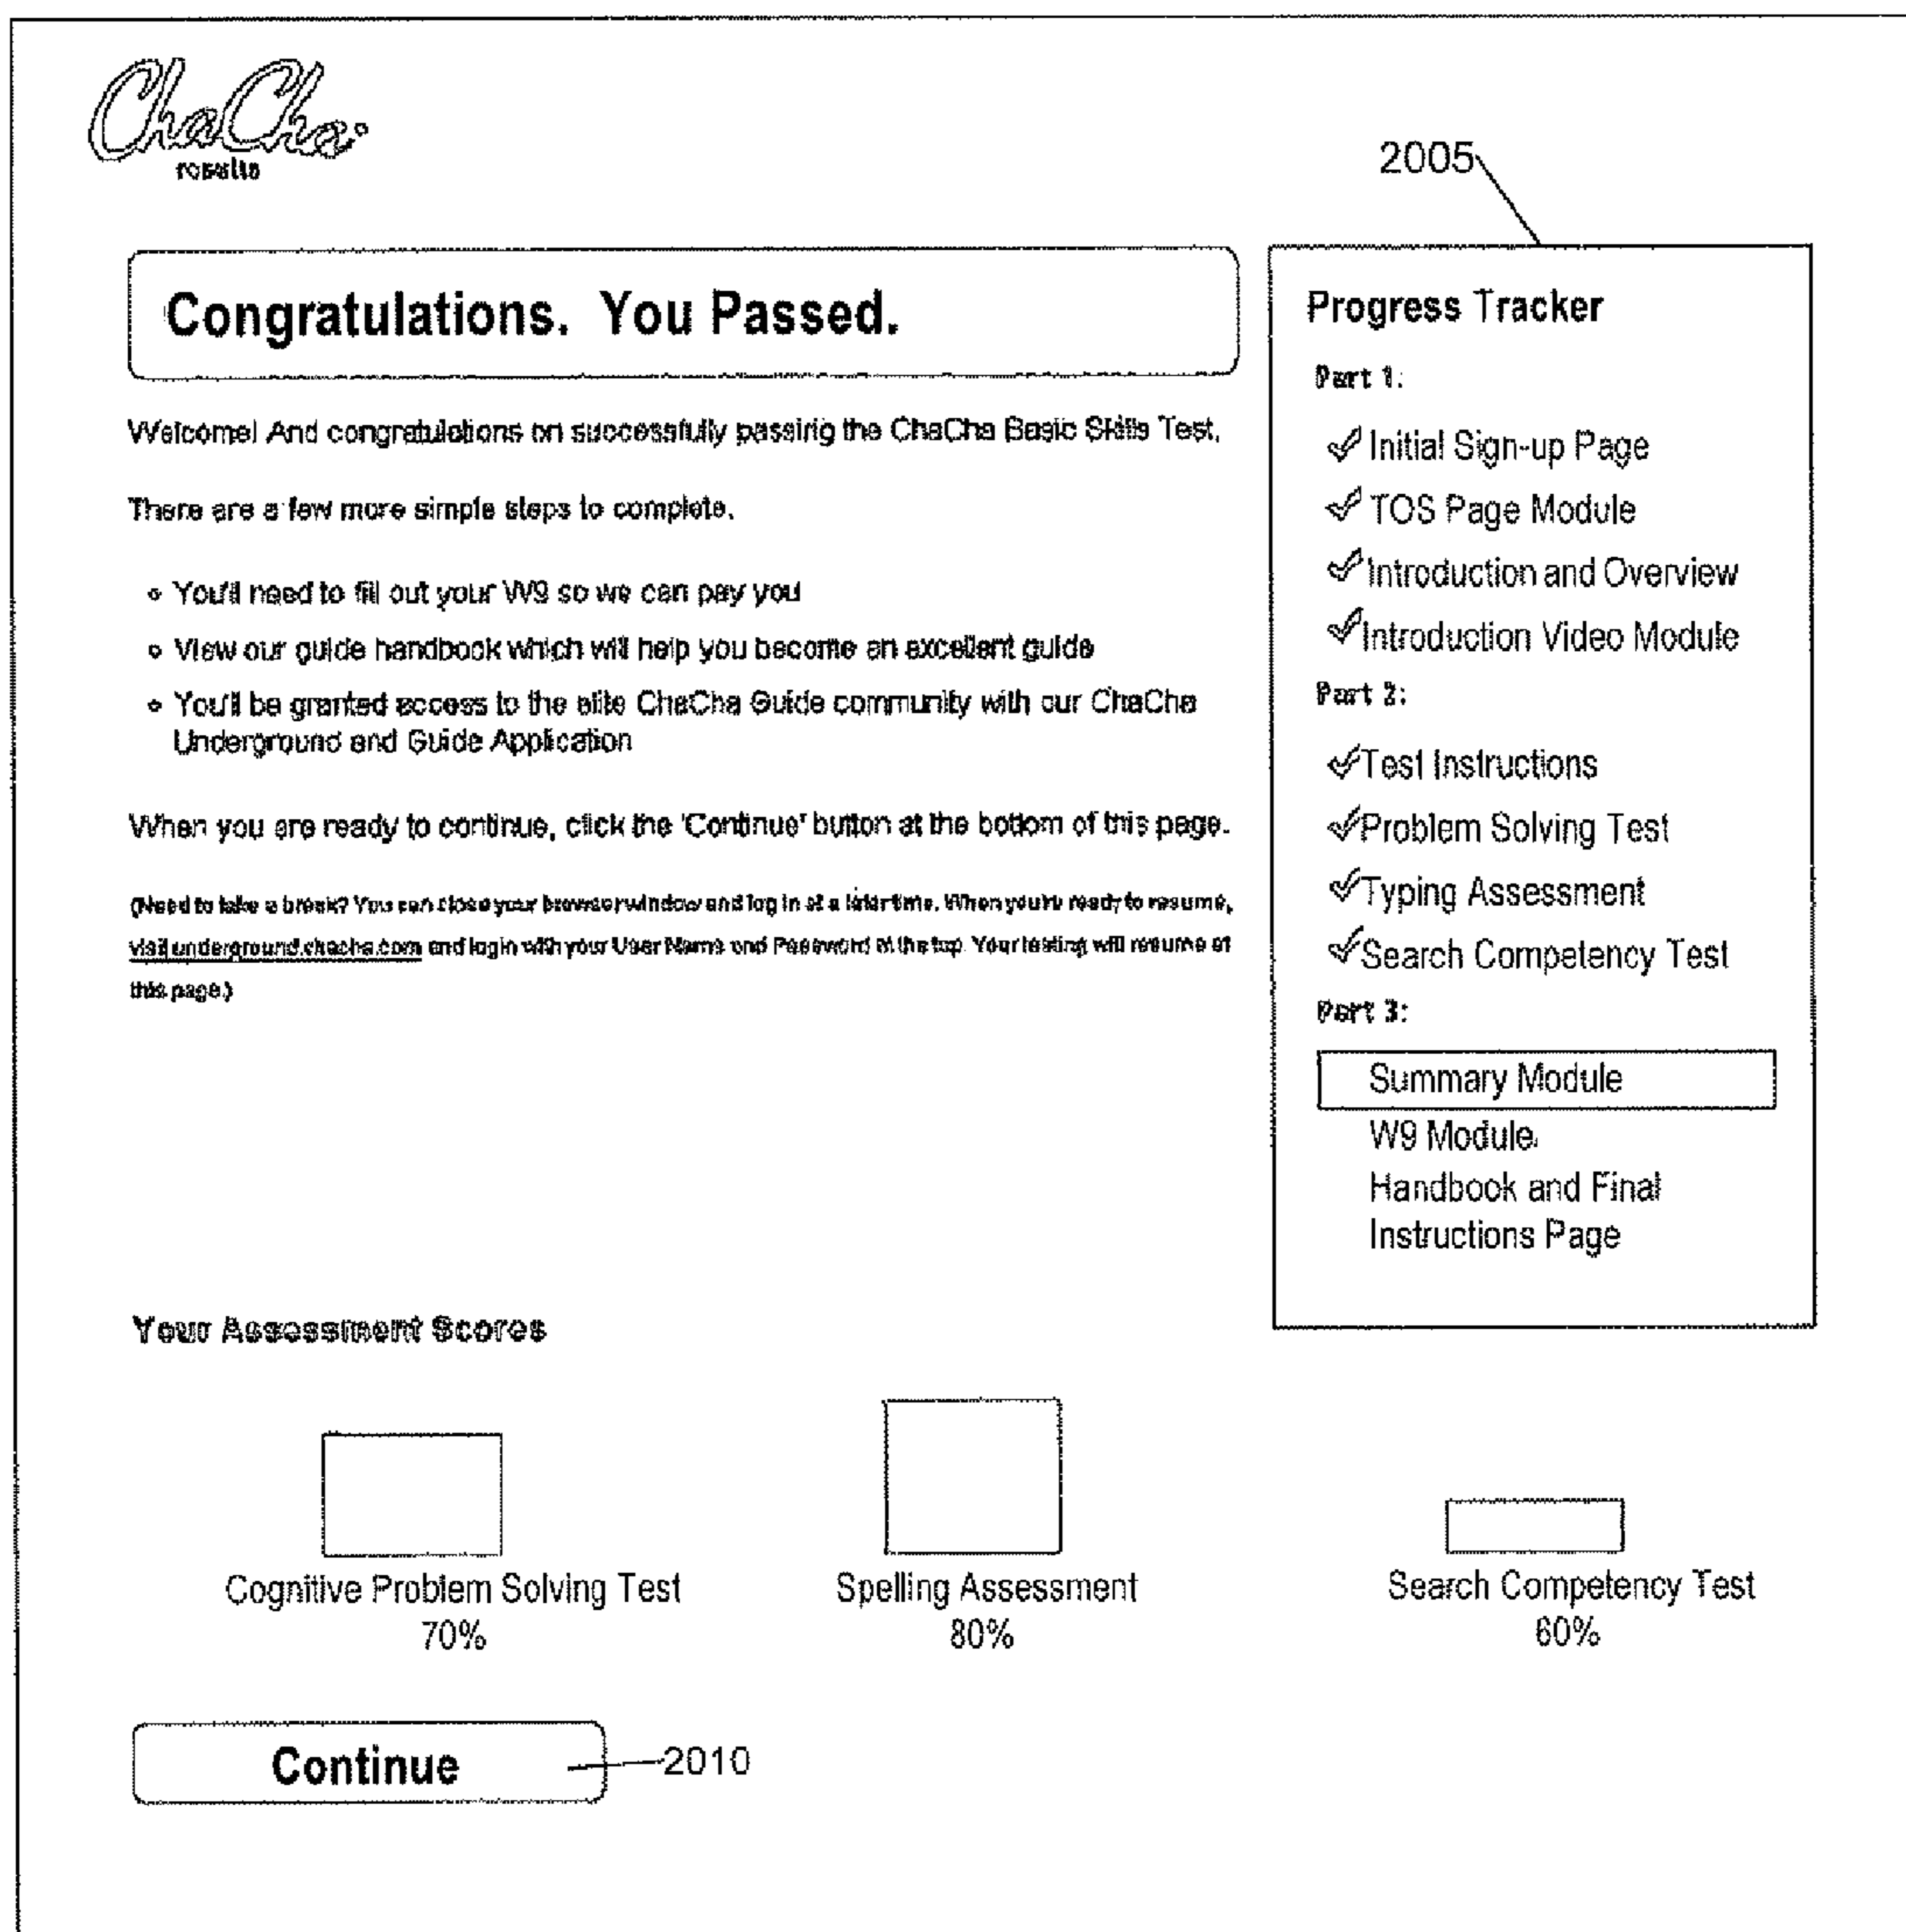 ChaCha
results
2005
Congratulations. You Passed.
Welcome! And congratulations on successfully passing the ChaCha Basic Skills Test.
There are a few more simple steps to complete.
You'll need to fill out your W9 so we can pay you
View our guide handbook which will help you become an excellent guide
You'll be granted access to the elite ChaCha Guide community with our ChaCha
Underground and Guide Application
When you are ready to continue, click the 'Continue' button at the bottom of this page.
(Need to take a break? You can close your browser window and log in at a later time. When you're ready to resume,
visit underground.chacha.com and login with your User Name and Password at the top. Your testing will resume at
this page.)
Progress Tracker
Part 1:
Initial Sign-up Page
TOS Page Module
Introduction and Overview
Introduction Video Module
Part 2:
Test Instructions
Problem Solving Test
Typing Assessment
Search Competency Test
Part 3:
Summary Module
W9 Module
Handbook and Final
Instructions Page
Your Assessment Scores
Cognitive Problem Solving Test
70%
Spelling Assessment
80%
Search Competency Test
60%
Continue
2010